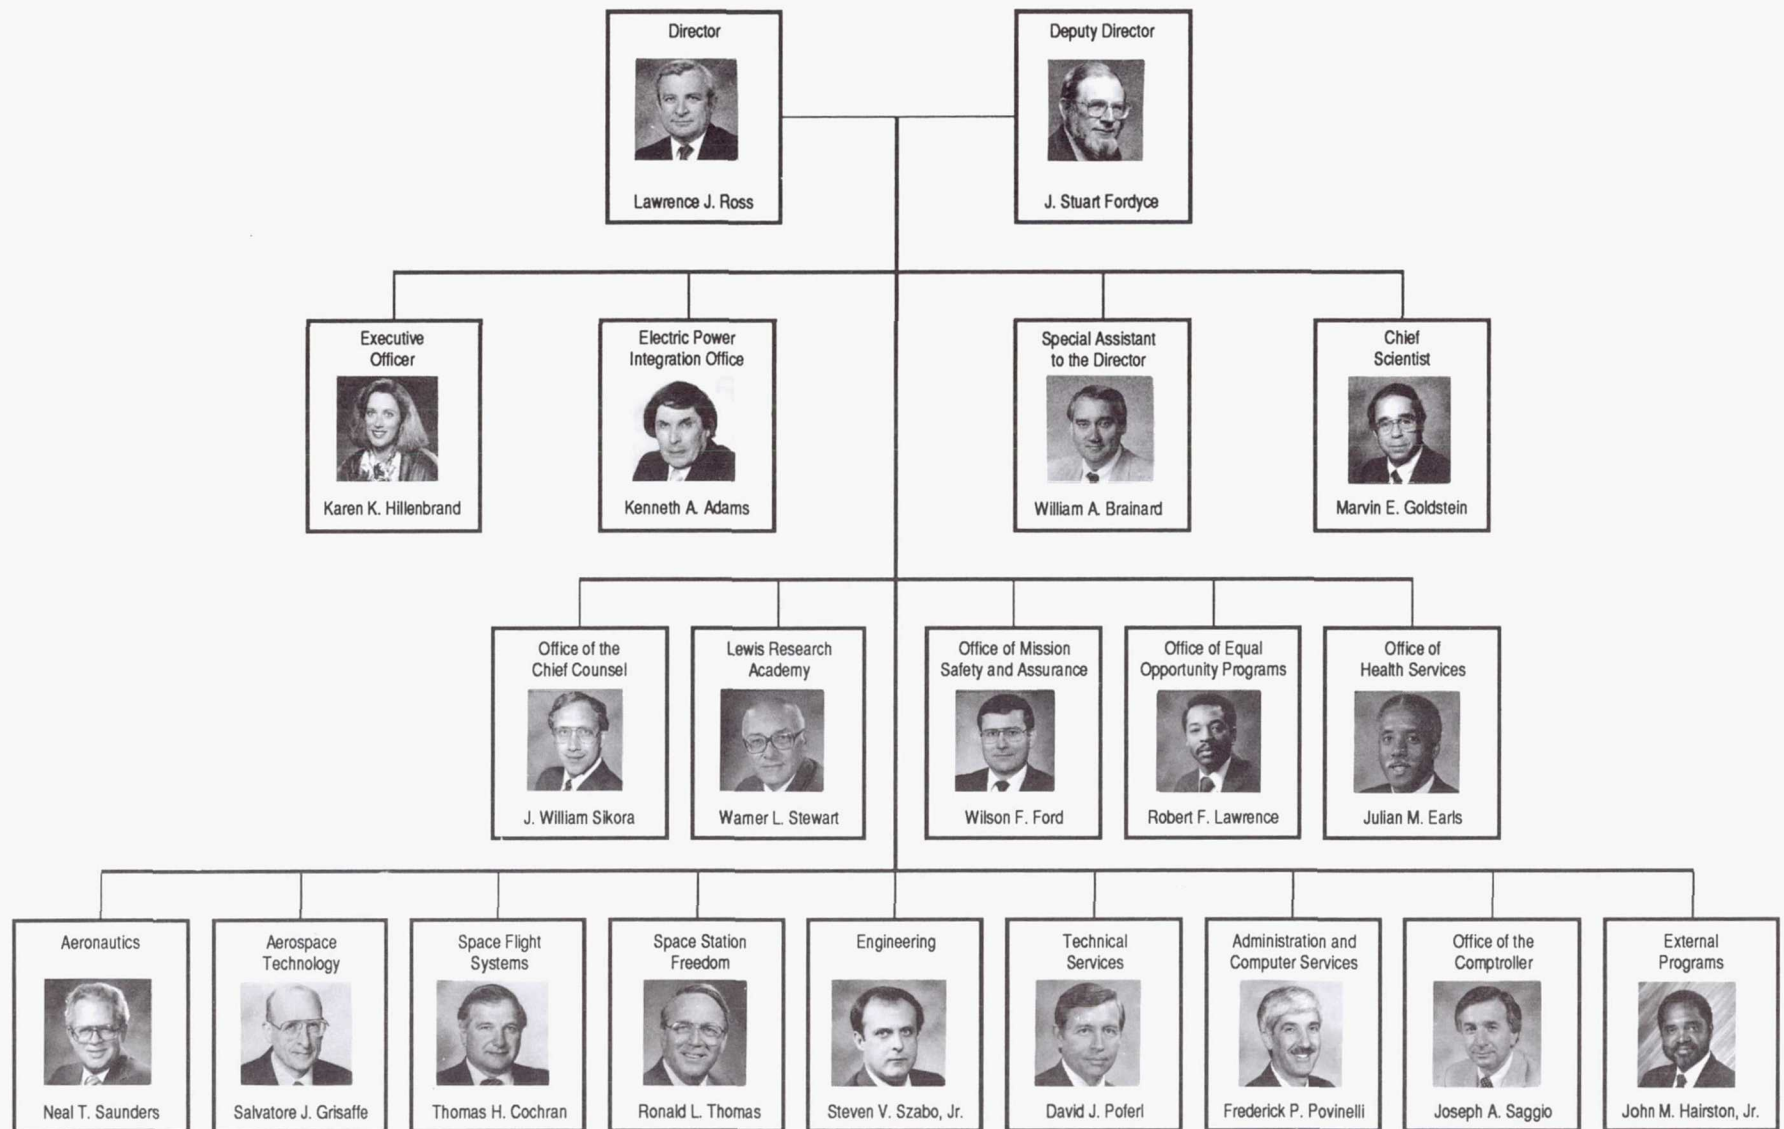 Director
Lawrence J. Ross
Deputy Director
J. Stuart Fordyce
Executive
Officer
Karen K. Hillenbrand
Electric Power
Integration Office
Kenneth A. Adams
Special Assistant
to the Director
William A. Brainard
Chief
Scientist
Marvin E. Goldstein
Office of the
Chief Counsel
J. William Sikora
Lewis Research
Academy
Warner L. Stewart
Office of Mission
Safety and Assurance
Wilson F. Ford
Office of Equal
Opportunity Programs
Robert F. Lawrence
Office of
Health Services
Julian M. Earls
Aeronautics
Neal T. Saunders
Aerospace
Technology
Salvatore J. Grisaffe
Space Flight
Systems
Thomas H. Cochran
Space Station
Freedom
Ronald L. Thomas
Engineering
Steven V. Szabo, Jr.
Technical
Services
David J. Poferl
Administration and
Computer Services
Frederick P. Povinelli
Office of the
Comptroller
Joseph A. Saggio
External
Programs
John M. Hairston, Jr.